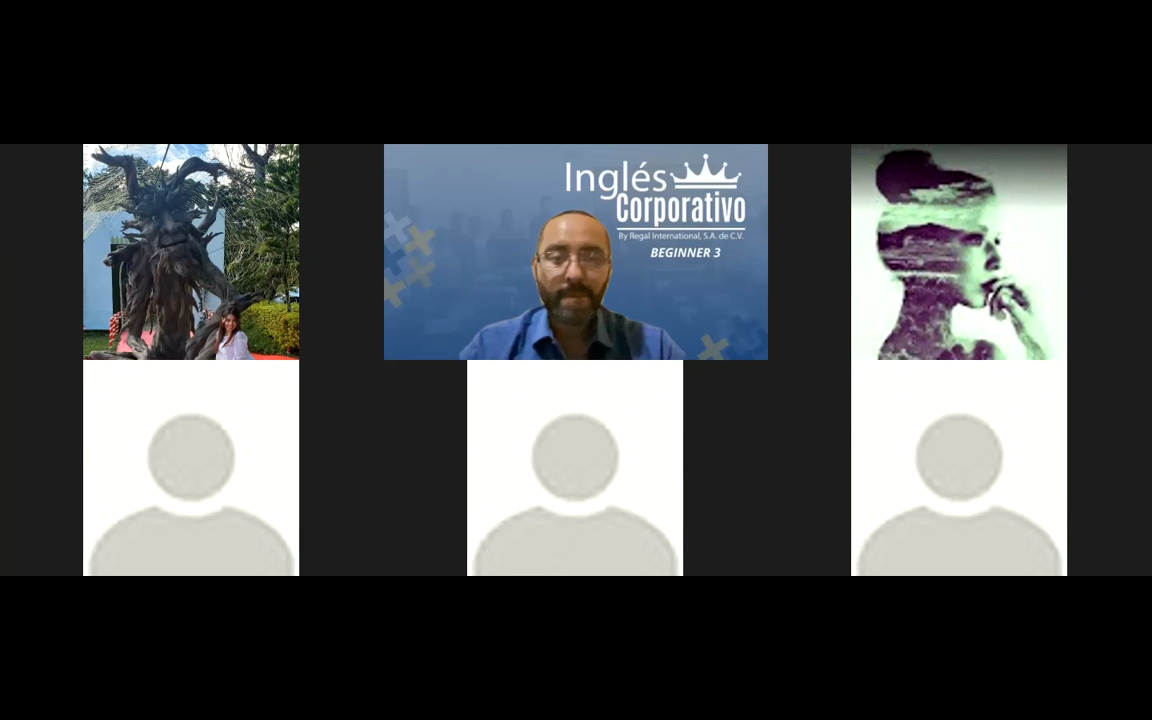 Inglés
Corporativo
By Regal International, S.A. de C.V.
BEGINNER 3